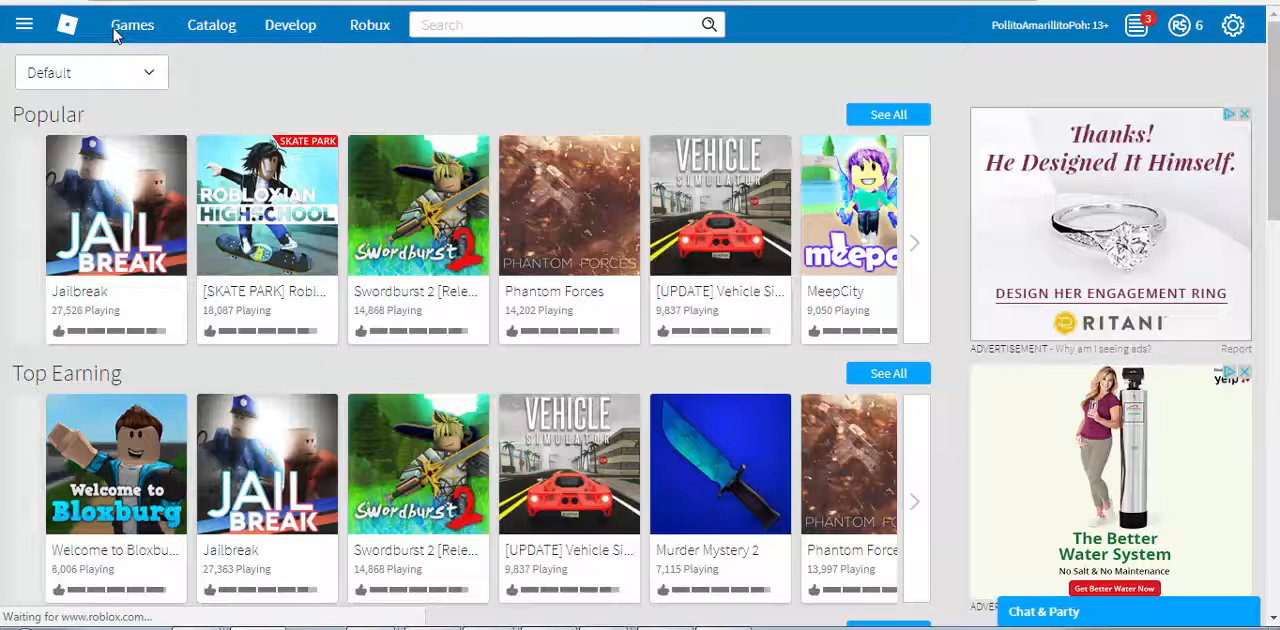 Games Catalog Develop Robux Search PollitoAmarillitoPoh: 13+ 3 R$ 6
Default
Popular See All
JAIL
BREAK
Jailbreak
27,526 Playing
SKATE PARK
ROBLOXIAN
HIGHSCHOOL
[SKATE PARK] Robl...
18,087 Playing
Swordburst 2
Swordburst 2 [Rele...
14,868 Playing
PHANTOM FORCES
Phantom Forces
14,202 Playing
VEHICLE
SIMULATOR
[UPDATE] Vehicle Si...
9,837 Playing
meepc
MeepCity
9,050 Playing
Top Earning See All
Welcome to
Bloxburg
Welcome to Bloxbu...
8,006 Playing
JAIL
BREAK
Jailbreak
27,363 Playing
Swordburst 2
Swordburst 2 [Rele...
14,868 Playing
VEHICLE
SIMULATOR
[UPDATE] Vehicle Si...
9,837 Playing
Murder Mystery 2
7,115 Playing
PHANTOM FO
Phantom Force
13,997 Playing
Thanks!
He Designed It Himself.
DESIGN HER ENGAGEMENT RING
RITANI
ADVERTISEMENT - Why am I seeing ads? Report
yelp
The Better
Water System
No Salt & No Maintenance
Get Better Water Now
ADVER
Chat & Party
Waiting for www.roblox.com...